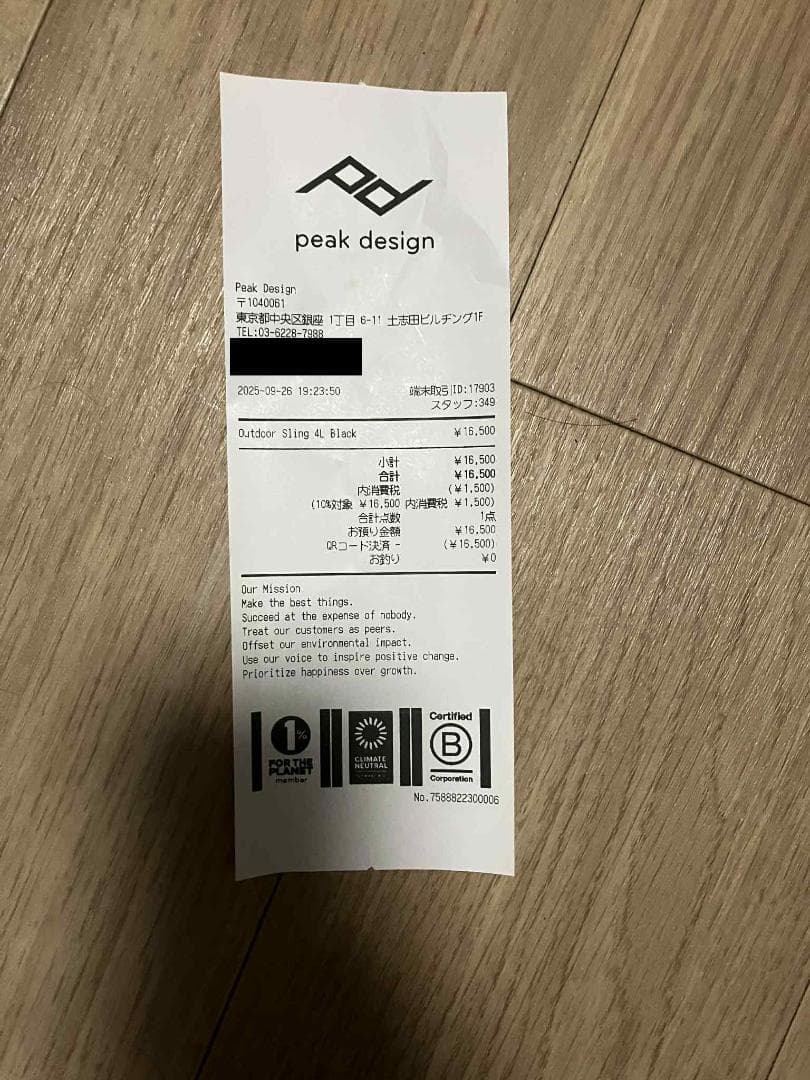 Pd
peak design
Peak Design
〒1040061
東京都中央区銀座 1丁目 6-11 土志田ビルヂング1F
TEL:03-6228-7988
2025-09-26 19:23:50 端末取引ID:17903
スタッフ:349
Outdoor Sling 4L Black ¥16,500
小計 ¥16,500
合計 ¥16,500
内消費税 (¥1,500)
(10%対象 ¥16,500 内消費税 ¥1,500)
合計点数 1点
お預り金額 ¥16,500
QRコード決済 - (¥16,500)
お釣り ¥0
Our Mission
Make the best things.
Succeed at the expense of nobody.
Treat our customers as peers.
Offset our environmental impact.
Use our voice to inspire positive change.
Prioritize happiness over growth.
1%
FOR THE
PLANET
member
CLIMATE
NEUTRAL
Certified
B
Corporation
No.7588822300006